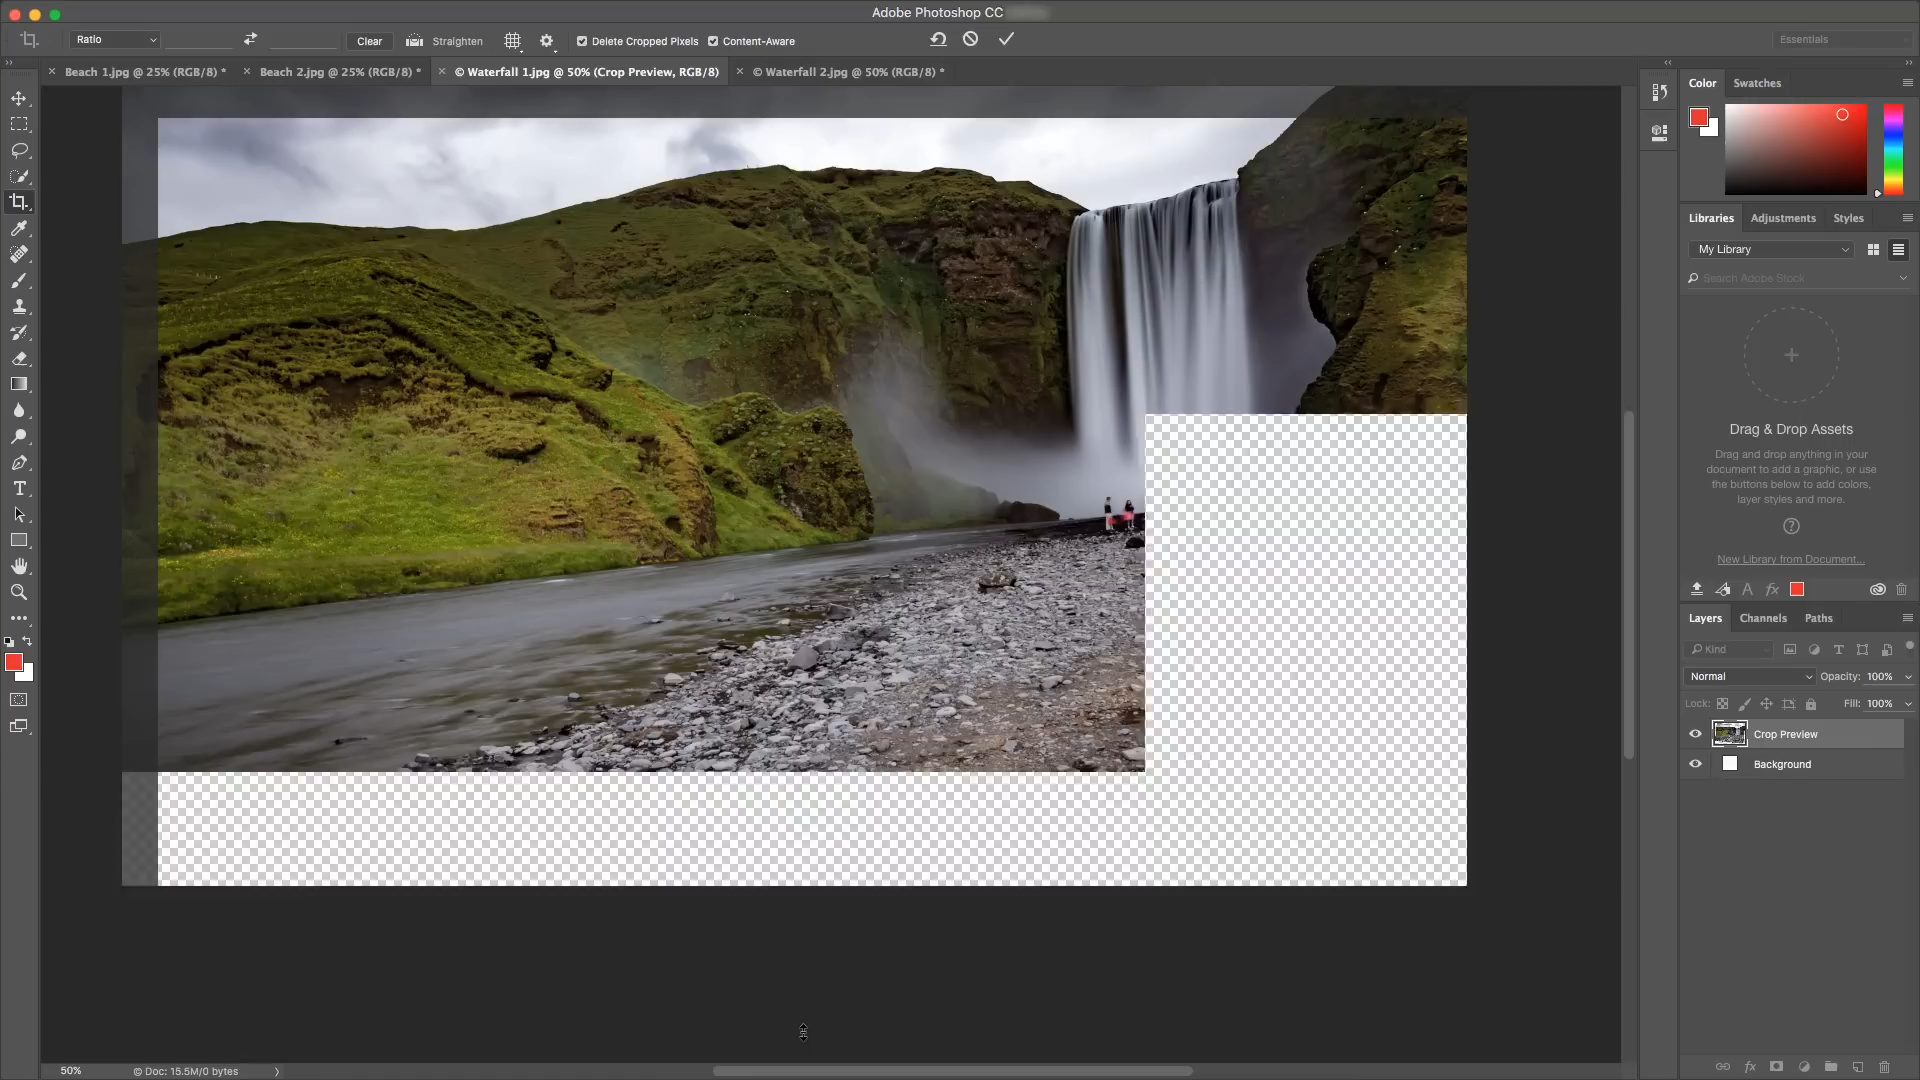 Adobe Photoshop CC
Ratio
Clear
Straighten
Delete Cropped Pixels
Content-Aware
Essentials
Beach 1.jpg @ 25% (RGB/8) *
Beach 2.jpg @ 25% (RGB/8) *
© Waterfall 1.jpg @ 50% (Crop Preview, RGB/8)
© Waterfall 2.jpg @ 50% (RGB/8) *
Color
Swatches
Libraries
Adjustments
Styles
My Library
Search Adobe Stock
Drag & Drop Assets
Drag and drop anything in your
document to add a graphic, or use
the buttons below to add colors,
layer styles and more.
New Library from Document...
Layers
Channels
Paths
Kind
Normal
Opacity: 100%
Lock:
Fill: 100%
Crop Preview
Background
50%
© Doc: 15.5M/0 bytes